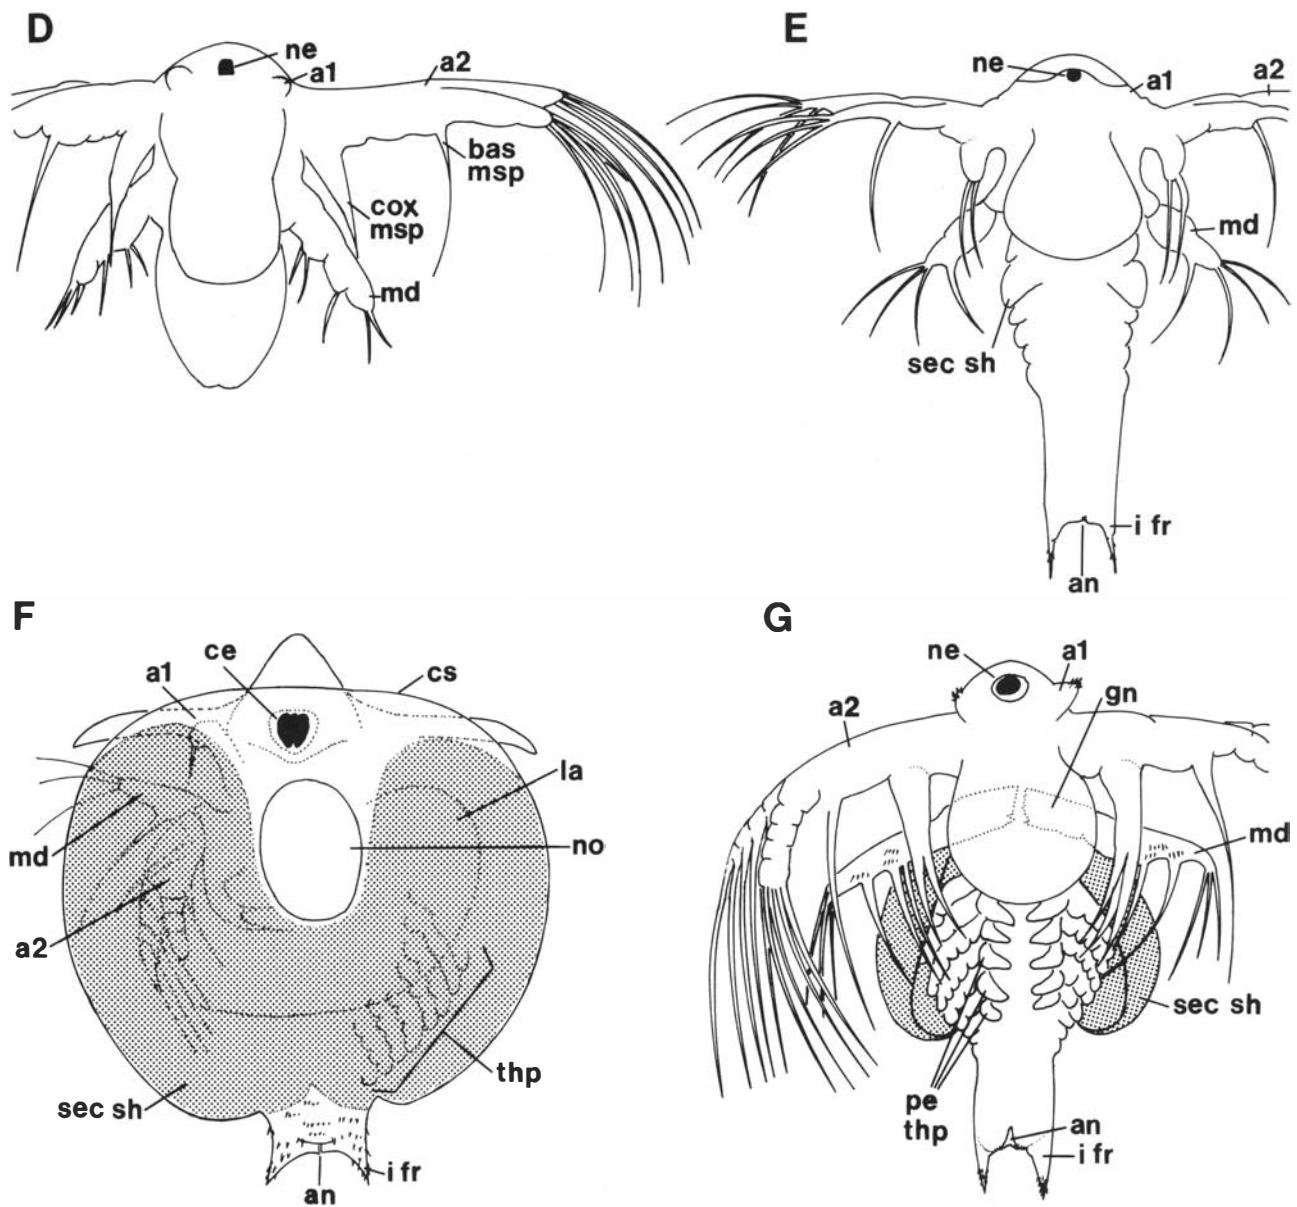 D
ne
a1
a2
bas
msp
cox
msp
md
E
ne
a1
a2
md
sec sh
i fr
an
F
ce
a1
cs
la
no
md
a2
thp
sec sh
i fr
an
G
ne
a1
gn
a2
md
sec sh
pe
thp
an
i fr